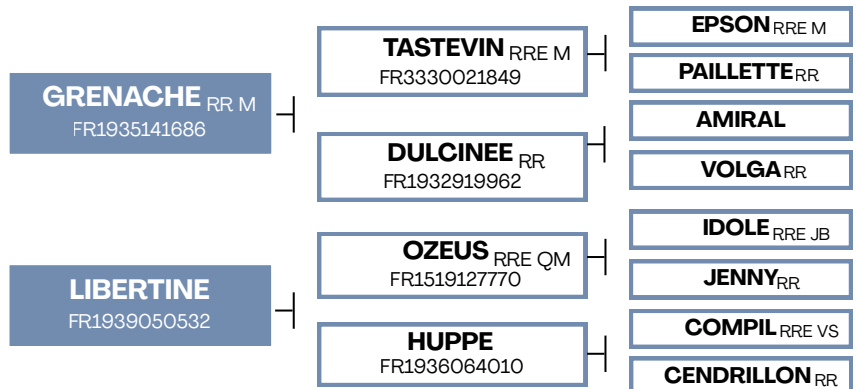 GRENACHE RR M
FR1935141686
TASTEVIN RRE M
FR3330021849
EPSON RRE M
PAILLETTE RR
DULCINEE RR
FR1932919962
AMIRAL
VOLGA RR
LIBERTINE
FR1939050532
OZEUS RRE QM
FR1519127770
IDOLE RRE JB
JENNY RR
HUPPE
FR1936064010
COMPIL RRE VS
CENDRILLON RR